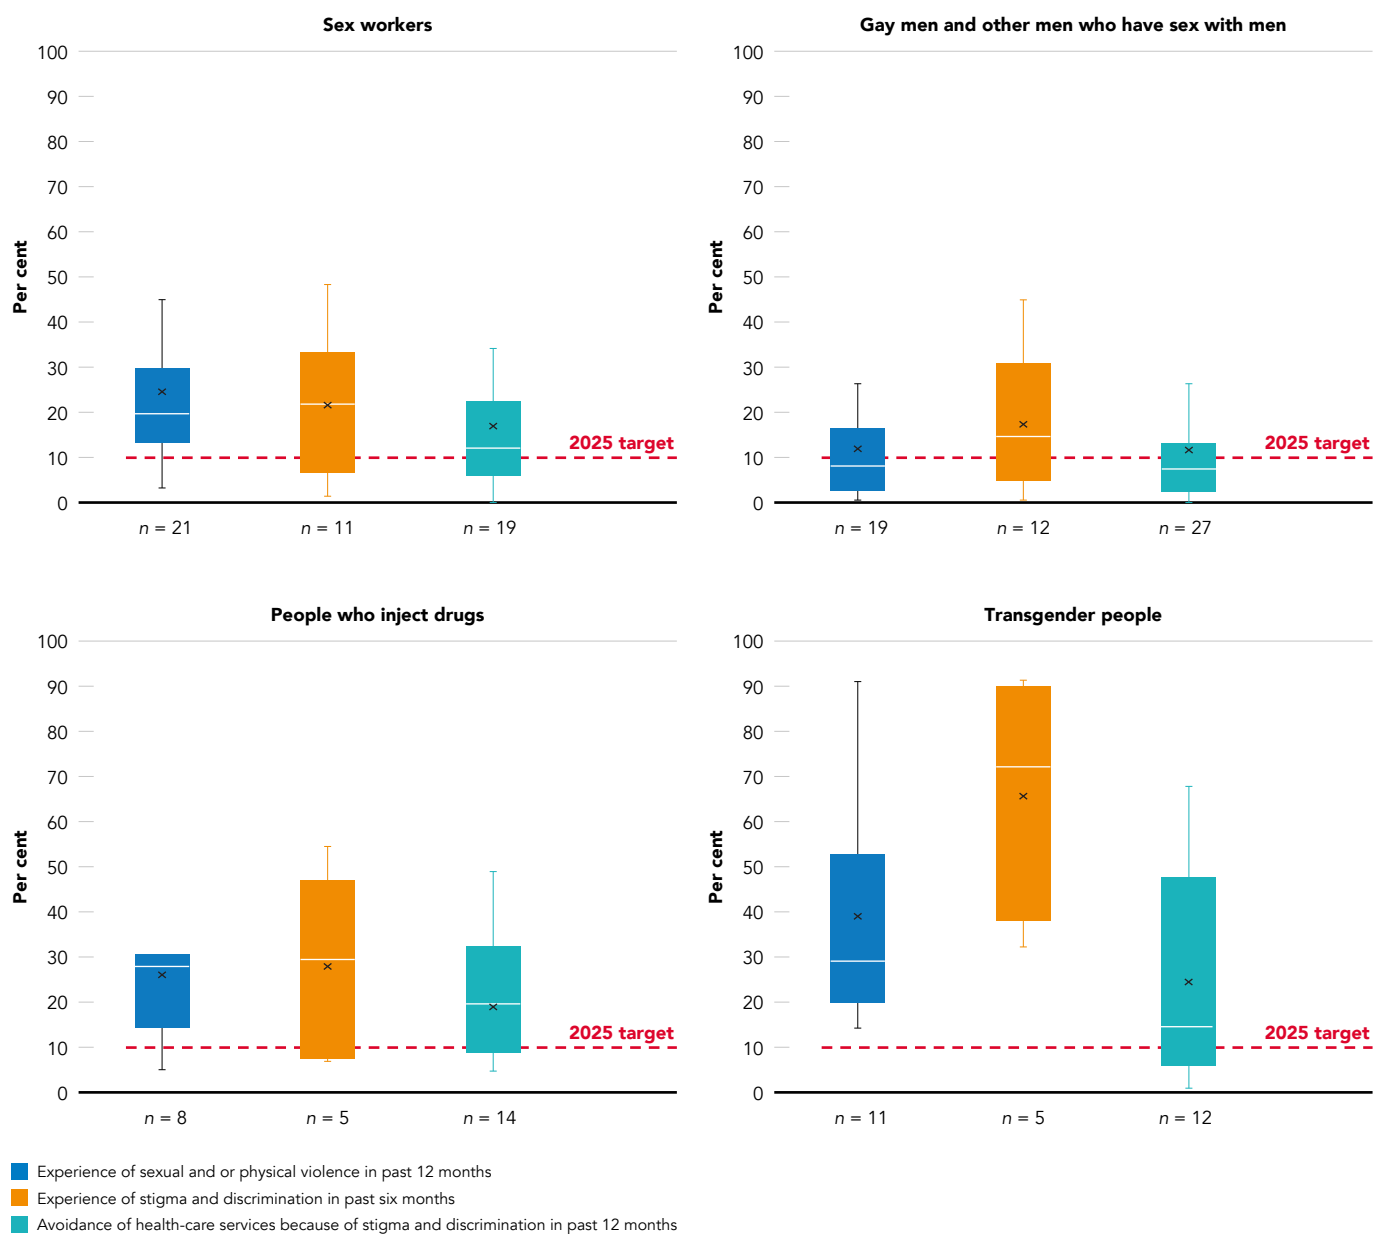 Sex workers
100
90
80
70
60
50
40
30
20
10
0
Per cent
2025 target
n = 21
n = 11
n = 19
Gay men and other men who have sex with men
100
90
80
70
60
50
40
30
20
10
0
Per cent
2025 target
n = 19
n = 12
n = 27
People who inject drugs
100
90
80
70
60
50
40
30
20
10
0
Per cent
2025 target
n = 8
n = 5
n = 14
Transgender people
100
90
80
70
60
50
40
30
20
10
0
Per cent
2025 target
n = 11
n = 5
n = 12
Experience of sexual and or physical violence in past 12 months
Experience of stigma and discrimination in past six months
Avoidance of health-care services because of stigma and discrimination in past 12 months